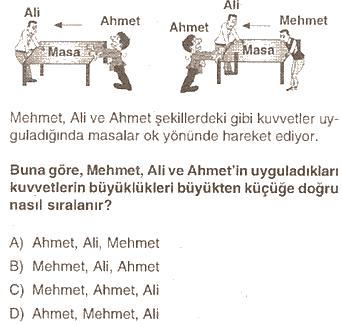 Ali
Ahmet
Masa
Ali
Mehmet
Ahmet
Masa
Mehmet, Ali ve Ahmet şekillerdeki gibi kuvvetler uy-
guladığında masalar ok yönünde hareket ediyor.
Buna göre, Mehmet, Ali ve Ahmet'in uyguladıkları
kuvvetlerin büyüklükleri büyükten küçüğe doğru
nasıl sıralanır?
A) Ahmet, Ali, Mehmet
B) Mehmet, Ali, Ahmet
C) Mehmet, Ahmet, Ali
D) Ahmet, Mehmet, Ali